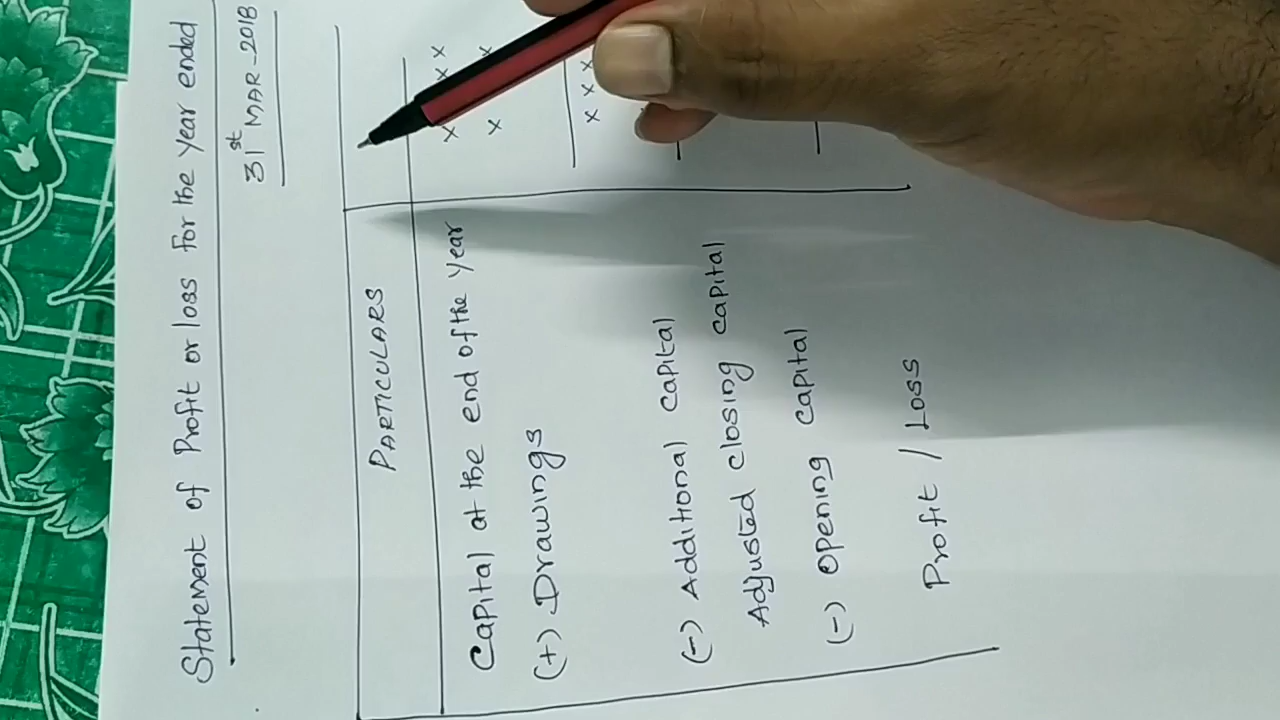 Statement of Profit or loss for the year ended
31st MAR-2018
PARTICULARS
Capital at the end of the year x x x
(+) Drawings x x
x x x
(-) Additional capital
Adjusted closing capital
(-) Opening capital
Profit / Loss